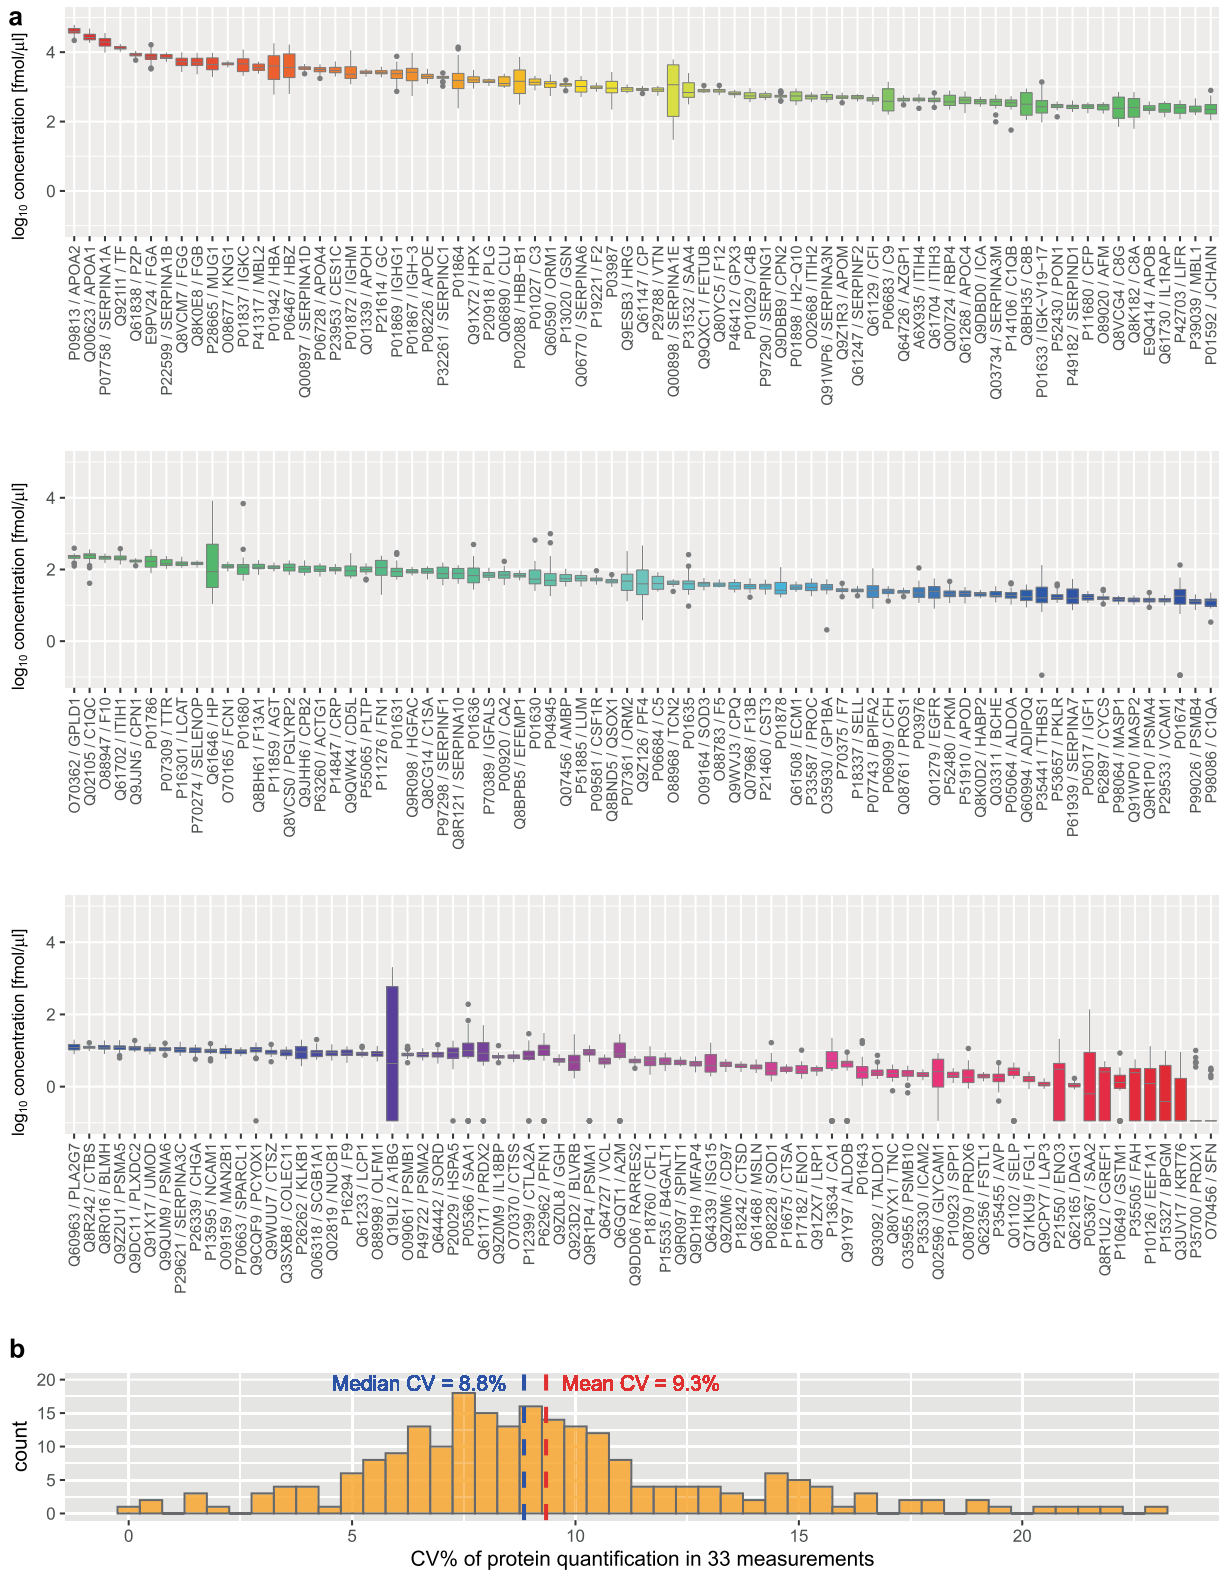 a
log₁₀ concentration [fmol/µl]
4
2
0
P09813 / APOA2
Q00623 / APOA1
P07758 / SERPINA1A
Q921I1 / TF
Q61838 / PZP
E9PV24 / FGA
P22599 / SERPINA1B
Q8VCM7 / FGG
Q8K0E8 / FGB
P28665 / MUG1
O08677 / KNG1
P01837 / IGKC
P41317 / MBL2
P01942 / HBA
P06467 / HBZ
Q00897 / SERPINA1D
P06728 / APOA4
P23953 / CES1C
P01872 / IGHM
Q01339 / APOH
P21614 / GC
P01869 / IGHG1
P01867 / IGH-3
P08226 / APOE
P32261 / SERPINC1
P01864
Q91X72 / HPX
P20918 / PLG
Q06890 / CLU
P02088 / HBB-B1
P01027 / C3
Q60590 / ORM1
P13020 / GSN
Q06770 / SERPINA6
P19221 / F2
P03987
Q9ESB3 / HRG
Q61147 / CP
P29788 / VTN
Q00898 / SERPINA1E
P31532 / SAA4
Q9QXC1 / FETUB
Q80YC5 / F12
P46412 / GPX3
P01029 / C4B
P97290 / SERPING1
Q9DBB9 / CPN2
P01898 / H2-Q10
O02668 / ITIH2
Q91WP6 / SERPINA3N
Q9Z1R3 / APOM
Q61247 / SERPINF2
Q61129 / CFI
P06683 / C9
Q64726 / AZGP1
A6X935 / ITIH4
Q61704 / ITIH3
Q00724 / RBP4
Q61268 / APOC4
Q9DBD0 / ICA
Q03734 / SERPINA3M
P14106 / C1QB
Q8BH35 / C8B
P01633 / IGK-V19-17
P52430 / PON1
P49182 / SERPIND1
P11680 / CFP
O89020 / AFM
Q8VCG4 / C8G
Q8K182 / C8A
E9Q414 / APOB
Q61730 / IL1RAP
P42703 / LIFR
P39039 / MBL1
P01592 / JCHAIN
log₁₀ concentration [fmol/µl]
4
2
0
O70362 / GPLD1
Q02105 / C1QC
O88947 / F10
Q61702 / ITIH1
Q9JJN5 / CPN1
P01786
P07309 / TTR
P16301 / LCAT
P70274 / SELENOP
Q61646 / HP
O70165 / FCN1
P01680
Q8BH61 / F13A1
P11859 / AGT
Q8VCS0 / PGLYRP2
Q9JHH6 / CPB2
P63260 / ACTG1
P14847 / CRP
Q9QWK4 / CD5L
P55065 / PLTP
P11276 / FN1
P01631
Q9R098 / HGFAC
Q8CG14 / C1SA
P97298 / SERPINF1
Q8R121 / SERPINA10
P01636
P70389 / IGFALS
P00920 / CA2
Q8BPB5 / EFEMP1
P01630
P04945
Q07456 / AMBP
P51885 / LUM
P09581 / CSF1R
Q8BND5 / QSOX1
P07361 / ORM2
Q9Z126 / PF4
P06684 / C5
O88968 / TCN2
P01635
O09164 / SOD3
O88783 / F5
Q9WVJ3 / CPQ
Q07968 / F13B
P21460 / CST3
P01878
Q61508 / ECM1
P33587 / PROC
O35930 / GP1BA
P70375 / F7
P18337 / SELL
P07743 / BPIFA2
P06909 / CFH
Q08761 / PROS1
P03976
Q01279 / EGFR
P52480 / PKM
P51910 / APOD
Q8K0D2 / HABP2
Q03311 / BCHE
P05064 / ALDOA
Q60994 / ADIPOQ
P35441 / THBS1
P53657 / PKLR
P61939 / SERPINA7
P05017 / IGF1
P62897 / CYCS
P98064 / MASP1
Q91WP0 / MASP2
Q9R1P0 / PSMA4
P29533 / VCAM1
P01674
P99026 / PSMB4
P98086 / C1QA
log₁₀ concentration [fmol/µl]
4
2
0
Q60963 / PLA2G7
Q8R242 / CTBS
Q8R016 / BLMH
Q9Z2U1 / PSMA5
Q9DC11 / PLXDC2
Q91X17 / UMOD
Q9QUM9 / PSMA6
P29621 / SERPINA3C
P26339 / CHGA
P13595 / NCAM1
O09159 / MAN2B1
P70663 / SPARCL1
Q9CQF9 / PCYOX1
Q9WUU7 / CTSZ
Q3SXB8 / COLEC11
P26262 / KLKB1
Q06318 / SCGB1A1
Q02819 / NUCB1
P16294 / F9
Q61233 / LCP1
O88998 / OLFM1
Q19LI2 / A1BG
O09061 / PSMB1
P49722 / PSMA2
Q64442 / SORD
P20029 / HSPA5
P05366 / SAA1
Q61171 / PRDX2
Q9Z0M9 / IL18BP
O70370 / CTSS
P12399 / CTLA2A
P62962 / PFN1
Q9Z0L8 / GGH
Q923D2 / BLVRB
Q9R1P4 / PSMA1
Q64727 / VCL
Q6GQT1 / A2M
Q9DD06 / RARRES2
P18760 / CFL1
P15535 / B4GALT1
Q9R097 / SPINT1
Q9D1H9 / MFAP4
Q64339 / ISG15
Q9Z0M6 / CD97
P18242 / CTSD
Q61468 / MSLN
P08228 / SOD1
P16675 / CTSA
P17182 / ENO1
Q91ZX7 / LRP1
P13634 / CA1
Q91Y97 / ALDOB
P01643
Q93092 / TALDO1
Q80YX1 / TNC
O35955 / PSMB10
P35330 / ICAM2
Q02596 / GLYCAM1
P10923 / SPP1
O08709 / PRDX6
Q62356 / FSTL1
P35455 / AVP
Q01102 / SELP
Q71KU9 / FGL1
Q9CPY7 / LAP3
Q62165 / DAG1
P21550 / ENO3
P05367 / SAA2
Q8R1U2 / CGREF1
P10649 / GSTM1
P35505 / FAH
P10126 / EEF1A1
P15327 / BPGM
Q3UV17 / KRT76
P35700 / PRDX1
O70456 / SFN
b
count
20
15
10
5
0
Median CV = 8.8%
Mean CV = 9.3%
0
5
10
15
20
CV% of protein quantification in 33 measurements